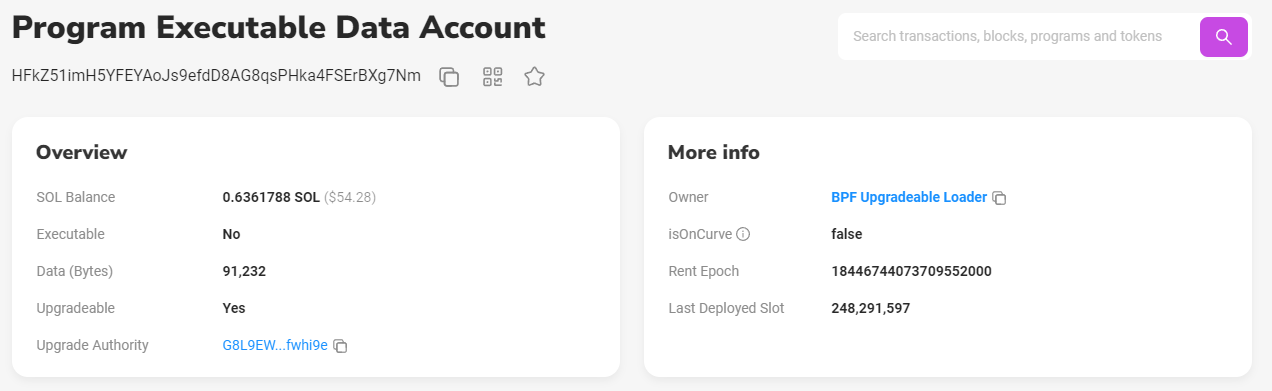 Program Executable Data Account
Search transactions, blocks, programs and tokens
HFkZ51imH5YFEYAoJs9efdD8AG8qsPHka4FSErBXg7Nm
Overview
SOL Balance 0.6361788 SOL ($54.28)
Executable No
Data (Bytes) 91,232
Upgradeable Yes
Upgrade Authority G8L9EW...fwhi9e
More info
Owner BPF Upgradeable Loader
isOnCurve false
Rent Epoch 18446744073709552000
Last Deployed Slot 248,291,597